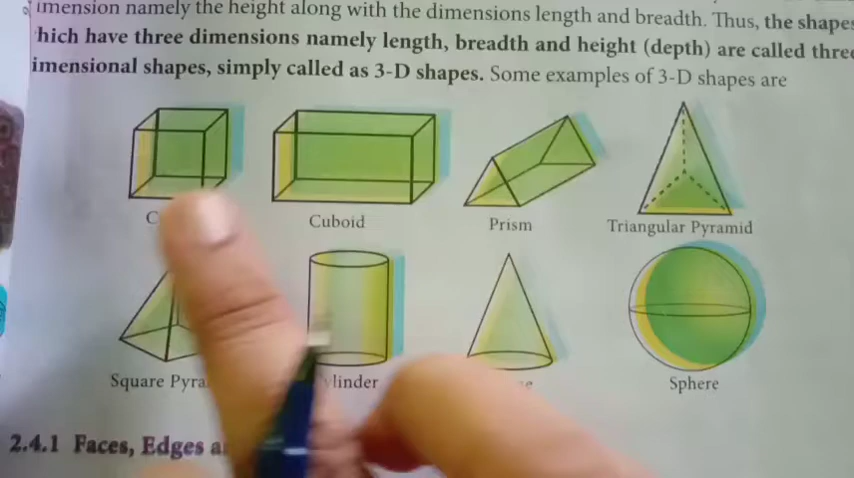 imension namely the height along with the dimensions length and breadth. Thus, the shapes
hich have three dimensions namely length, breadth and height (depth) are called three
imensional shapes, simply called as 3-D shapes. Some examples of 3-D shapes are
Cuboid
Prism
Triangular Pyramid
Square Pyra
linder
Sphere
2.4.1 Faces, Edges a